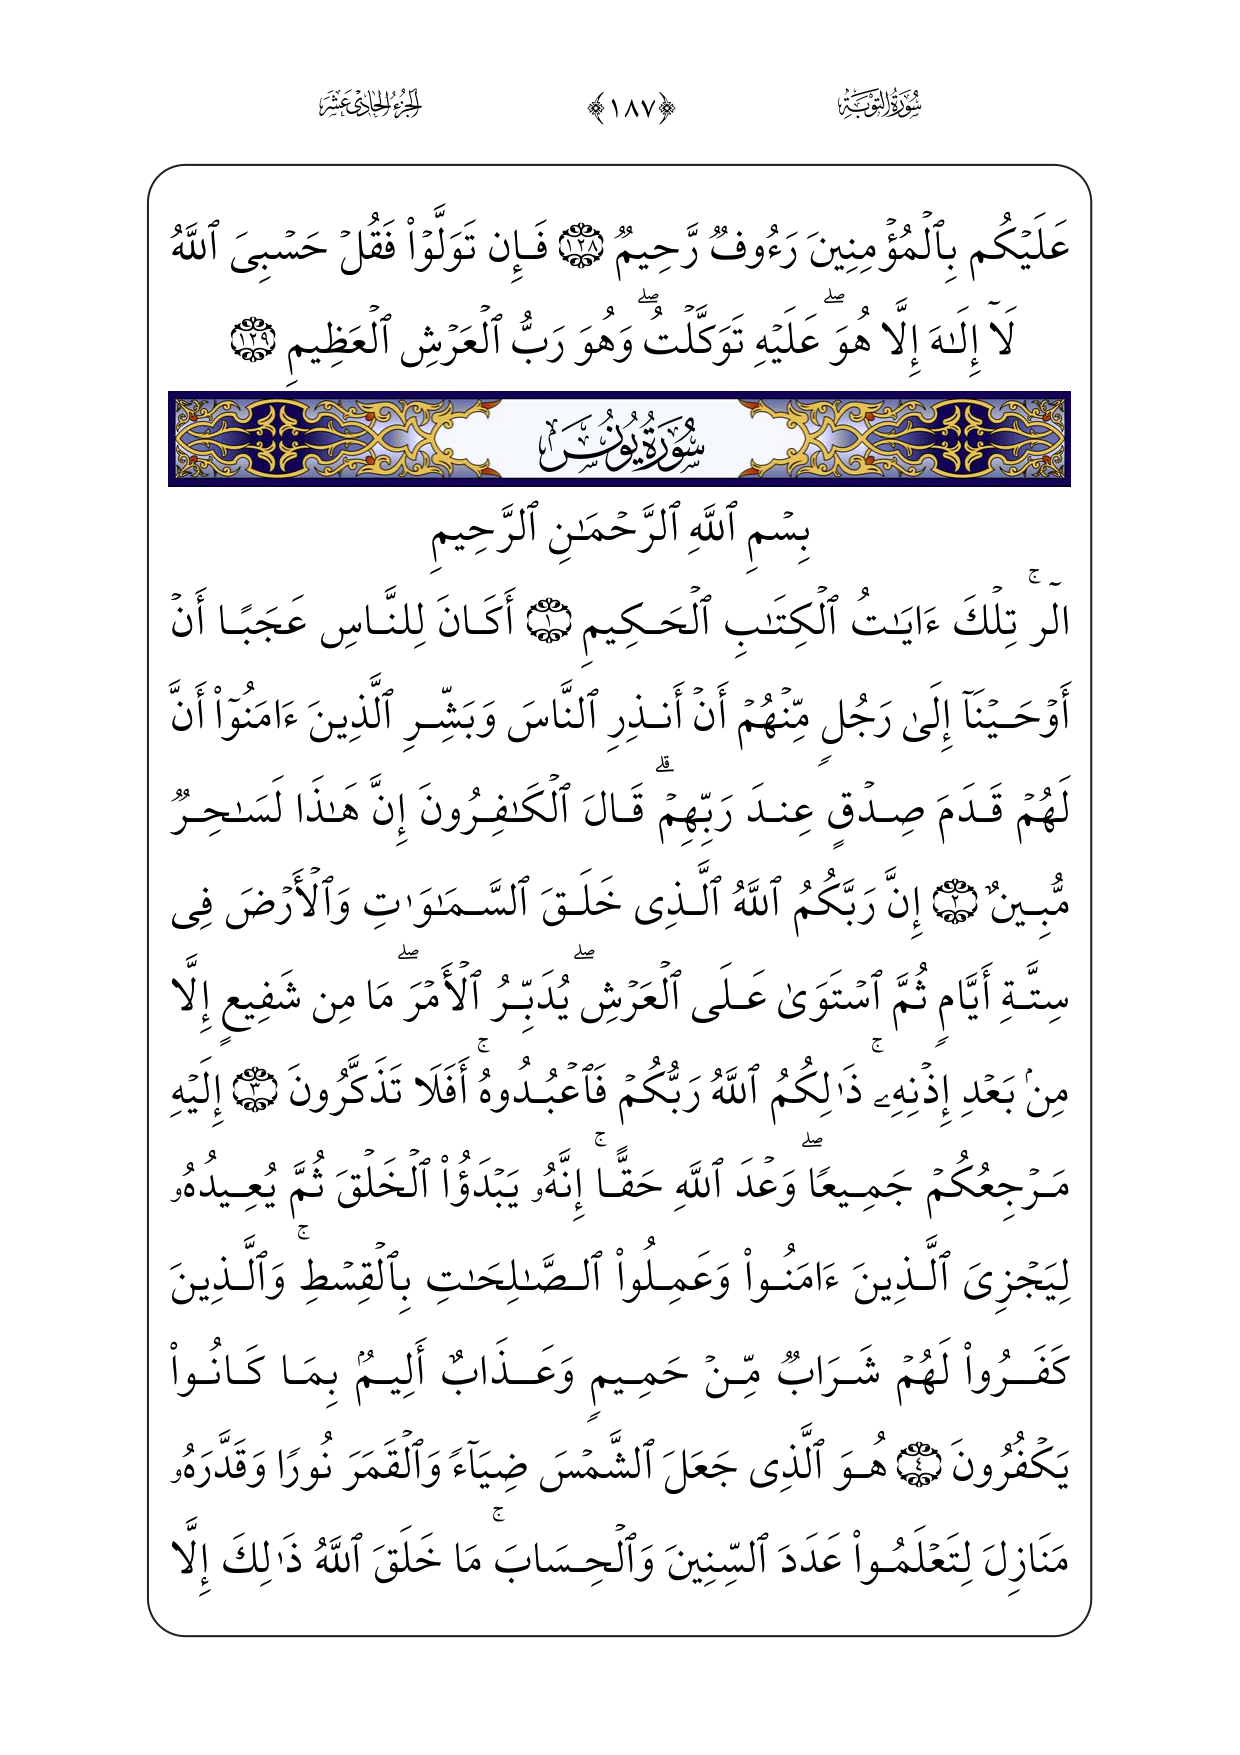 سُورَةُ التَّوْبَةِ ﴿١٨٧﴾ الجُزْءُ الحَادِي عَشَرَ
عَلَيۡكُم بِٱلۡمُؤۡمِنِينَ رَءُوفٌ رَّحِيمٌ ١٢٨ فَإِن تَوَلَّوۡاْ فَقُلۡ حَسۡبِىَ ٱللَّهُ
لَآ إِلَـٰهَ إِلَّا هُوَۖ عَلَيۡهِ تَوَكَّلۡتُۖ وَهُوَ رَبُّ ٱلۡعَرۡشِ ٱلۡعَظِيمِ ١٢٩
سُورَةُ يُونُسَ
بِسۡمِ ٱللَّهِ ٱلرَّحۡمَـٰنِ ٱلرَّحِيمِ
الٓرۚ تِلۡكَ ءَايَـٰتُ ٱلۡكِتَـٰبِ ٱلۡحَكِيمِ ١ أَكَانَ لِلنَّاسِ عَجَبًا أَنۡ
أَوۡحَيۡنَآ إِلَىٰ رَجُلٍ مِّنۡهُمۡ أَنۡ أَنذِرِ ٱلنَّاسَ وَبَشِّرِ ٱلَّذِينَ ءَامَنُوٓاْ أَنَّ
لَهُمۡ قَدَمَ صِدۡقٍ عِندَ رَبِّهِمۡۗ قَالَ ٱلۡكَـٰفِرُونَ إِنَّ هَـٰذَا لَسَـٰحِرٌ
مُّبِينٌ ٢ إِنَّ رَبَّكُمُ ٱللَّهُ ٱلَّذِى خَلَقَ ٱلسَّمَـٰوَٰتِ وَٱلۡأَرۡضَ فِى
سِتَّةِ أَيَّامٍ ثُمَّ ٱسۡتَوَىٰ عَلَى ٱلۡعَرۡشِۖ يُدَبِّرُ ٱلۡأَمۡرَۖ مَا مِن شَفِيعٍ إِلَّا
مِنۢ بَعۡدِ إِذۡنِهِۦۚ ذَٰلِكُمُ ٱللَّهُ رَبُّكُمۡ فَٱعۡبُدُوهُۚ أَفَلَا تَذَكَّرُونَ ٣ إِلَيۡهِ
مَرۡجِعُكُمۡ جَمِيعًاۖ وَعۡدَ ٱللَّهِ حَقًّاۚ إِنَّهُۥ يَبۡدَؤُاْ ٱلۡخَلۡقَ ثُمَّ يُعِيدُهُۥ
لِيَجۡزِىَ ٱلَّذِينَ ءَامَنُواْ وَعَمِلُواْ ٱلصَّـٰلِحَـٰتِ بِٱلۡقِسۡطِۚ وَٱلَّذِينَ
كَفَرُواْ لَهُمۡ شَرَابٌ مِّنۡ حَمِيمٍ وَعَذَابٌ أَلِيمٌۢ بِمَا كَانُواْ
يَكۡفُرُونَ ٤ هُوَ ٱلَّذِى جَعَلَ ٱلشَّمۡسَ ضِيَآءً وَٱلۡقَمَرَ نُورًا وَقَدَّرَهُۥ
مَنَازِلَ لِتَعۡلَمُواْ عَدَدَ ٱلسِّنِينَ وَٱلۡحِسَابَۚ مَا خَلَقَ ٱللَّهُ ذَٰلِكَ إِلَّا